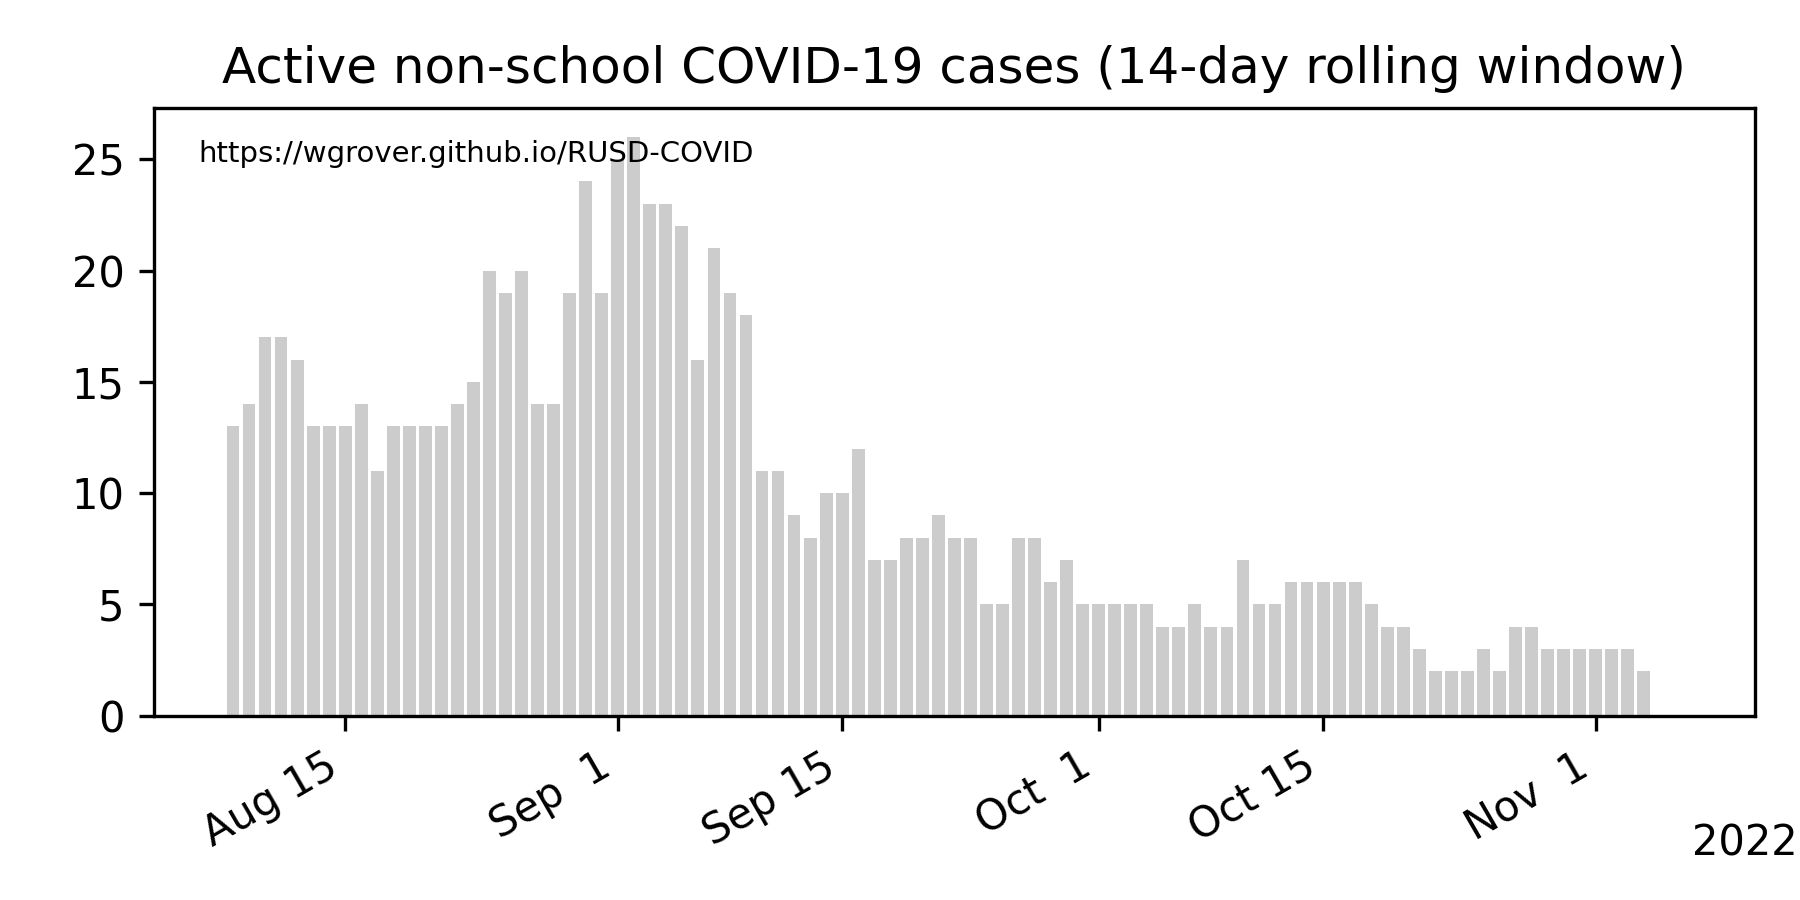 Active non-school COVID-19 cases (14-day rolling window)
https://wgrover.github.io/RUSD-COVID
25
20
15
10
5
0
Aug 15
Sep 1
Sep 15
Oct 1
Oct 15
Nov 1
2022